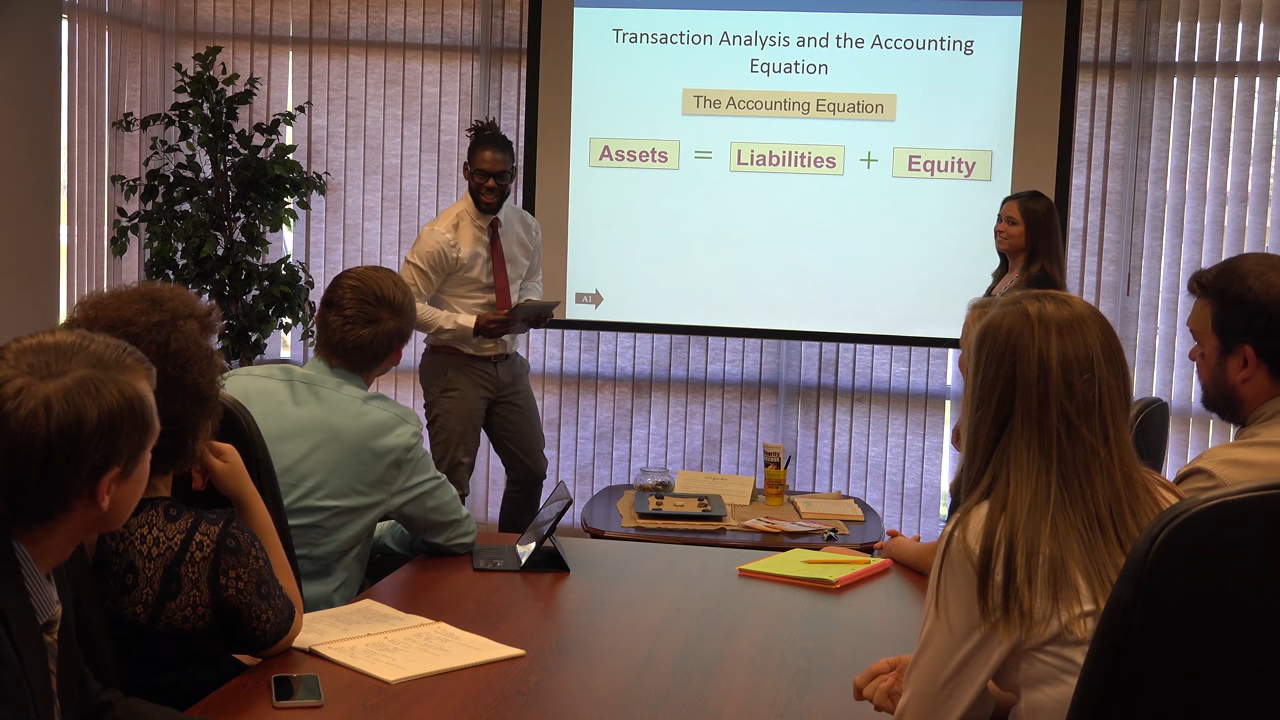 Transaction Analysis and the Accounting
Equation
The Accounting Equation
Assets = Liabilities + Equity
A1